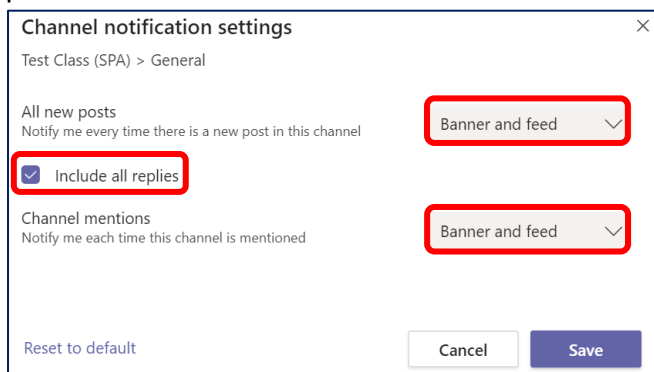 Channel notification settings
Test Class (SPA) > General
All new posts
Notify me every time there is a new post in this channel
Banner and feed
Include all replies
Channel mentions
Notify me each time this channel is mentioned
Banner and feed
Reset to default
Cancel
Save